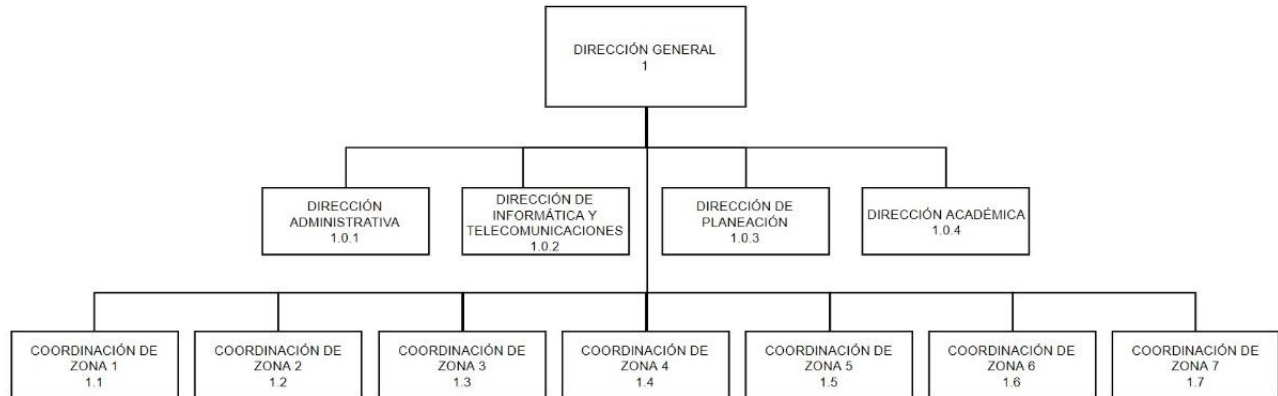 DIRECCIÓN GENERAL
1
DIRECCIÓN
ADMINISTRATIVA
1.0.1
DIRECCIÓN DE
INFORMÁTICA Y
TELECOMUNICACIONES
1.0.2
DIRECCIÓN DE
PLANEACIÓN
1.0.3
DIRECCIÓN ACADÉMICA
1.0.4
COORDINACIÓN DE
ZONA 1
1.1
COORDINACIÓN DE
ZONA 2
1.2
COORDINACIÓN DE
ZONA 3
1.3
COORDINACIÓN DE
ZONA 4
1.4
COORDINACIÓN DE
ZONA 5
1.5
COORDINACIÓN DE
ZONA 6
1.6
COORDINACIÓN DE
ZONA 7
1.7